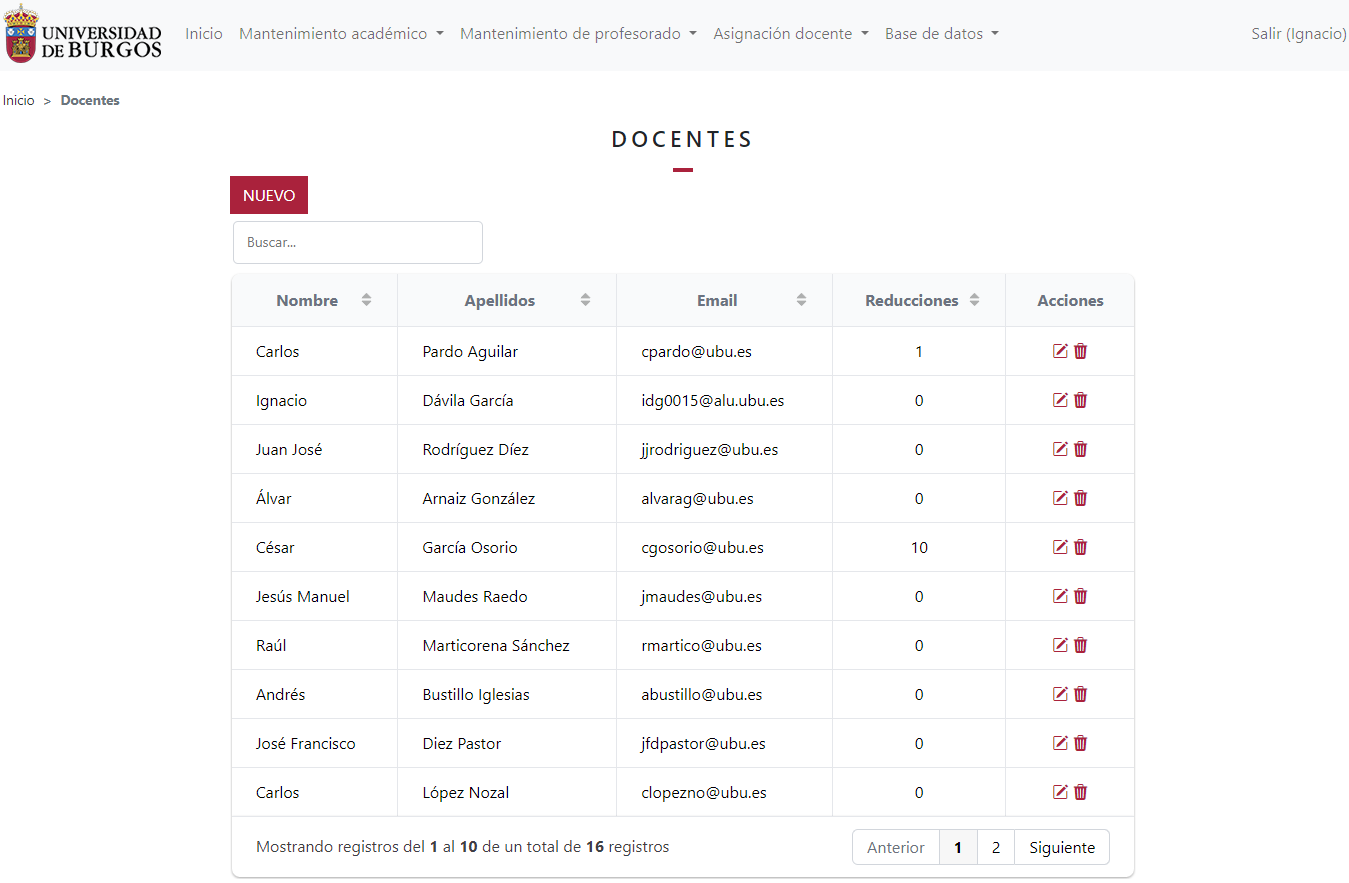 UNIVERSIDAD
DE BURGOS
Inicio Mantenimiento académico Mantenimiento de profesorado Asignación docente Base de datos Salir (Ignacio)
Inicio > Docentes
DOCENTES
NUEVO
Buscar...
Nombre Apellidos Email Reducciones Acciones
Carlos Pardo Aguilar cpardo@ubu.es 1
Ignacio Dávila García idg0015@alu.ubu.es 0
Juan José Rodríguez Díez jjrodriguez@ubu.es 0
Álvar Arnaiz González alvarag@ubu.es 0
César García Osorio cgosorio@ubu.es 10
Jesús Manuel Maudes Raedo jmaudes@ubu.es 0
Raúl Marticorena Sánchez rmartico@ubu.es 0
Andrés Bustillo Iglesias abustillo@ubu.es 0
José Francisco Diez Pastor jfdpastor@ubu.es 0
Carlos López Nozal clopezno@ubu.es 0
Mostrando registros del 1 al 10 de un total de 16 registros Anterior 1 2 Siguiente